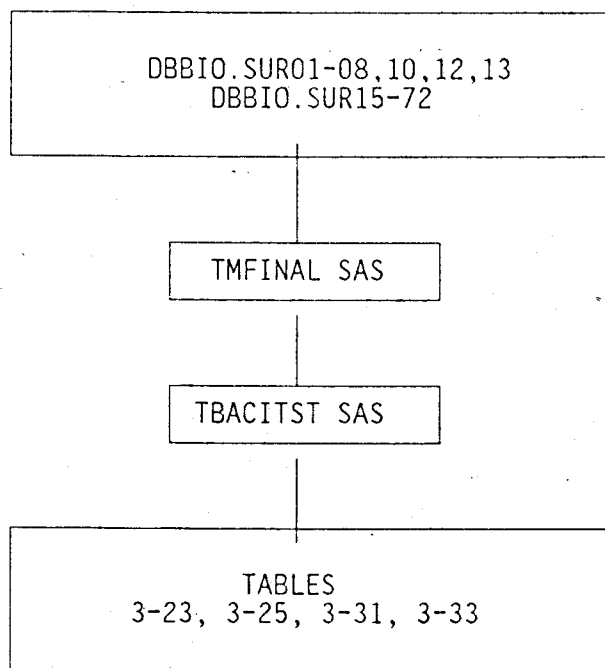 DBBIO.SUR01-08,10,12,13
DBBIO.SUR15-72
TMFINAL SAS
TBACITST SAS
TABLES
3-23, 3-25, 3-31, 3-33